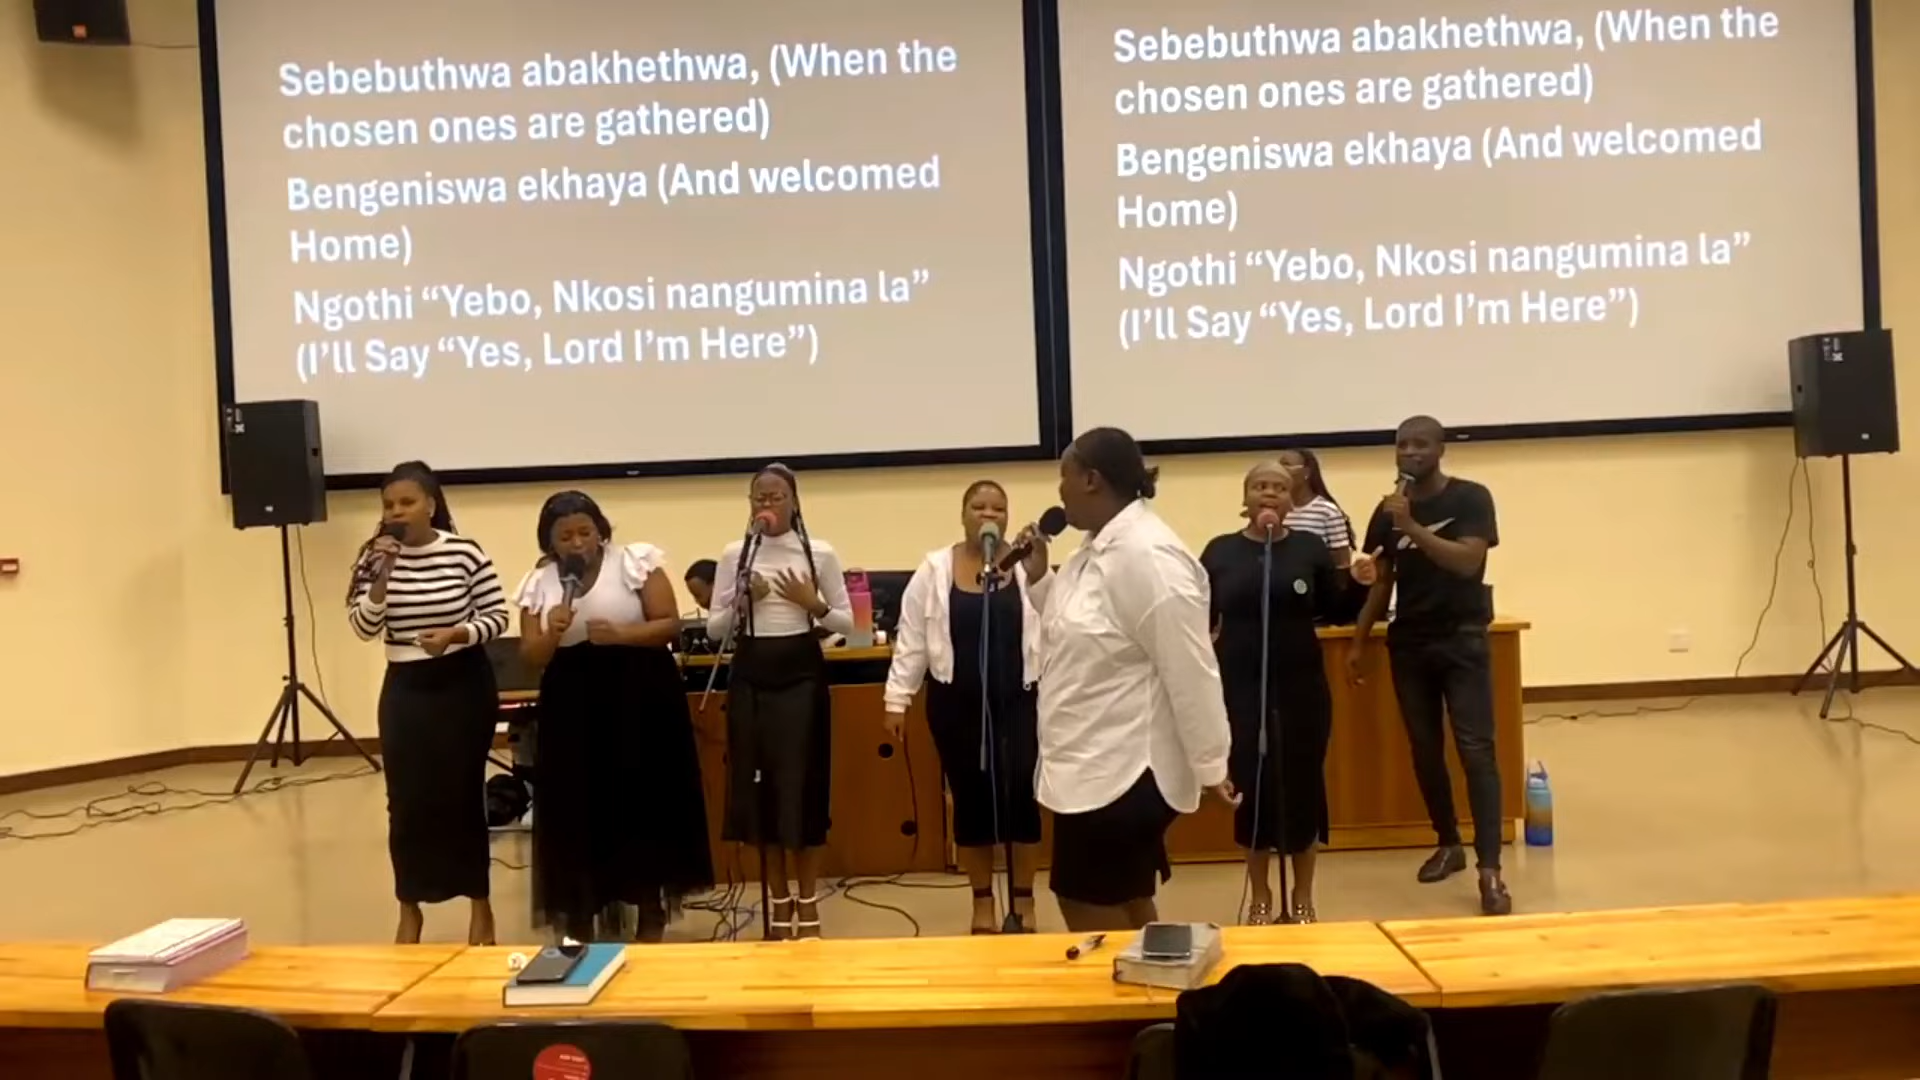 Sebebuthwa abakhethwa, (When the
chosen ones are gathered)
Bengeniswa ekhaya (And welcomed
Home)
Ngothi “Yebo, Nkosi nangumina la”
(I’ll Say “Yes, Lord I’m Here”)
Sebebuthwa abakhethwa, (When the
chosen ones are gathered)
Bengeniswa ekhaya (And welcomed
Home)
Ngothi “Yebo, Nkosi nangumina la”
(I’ll Say “Yes, Lord I’m Here”)